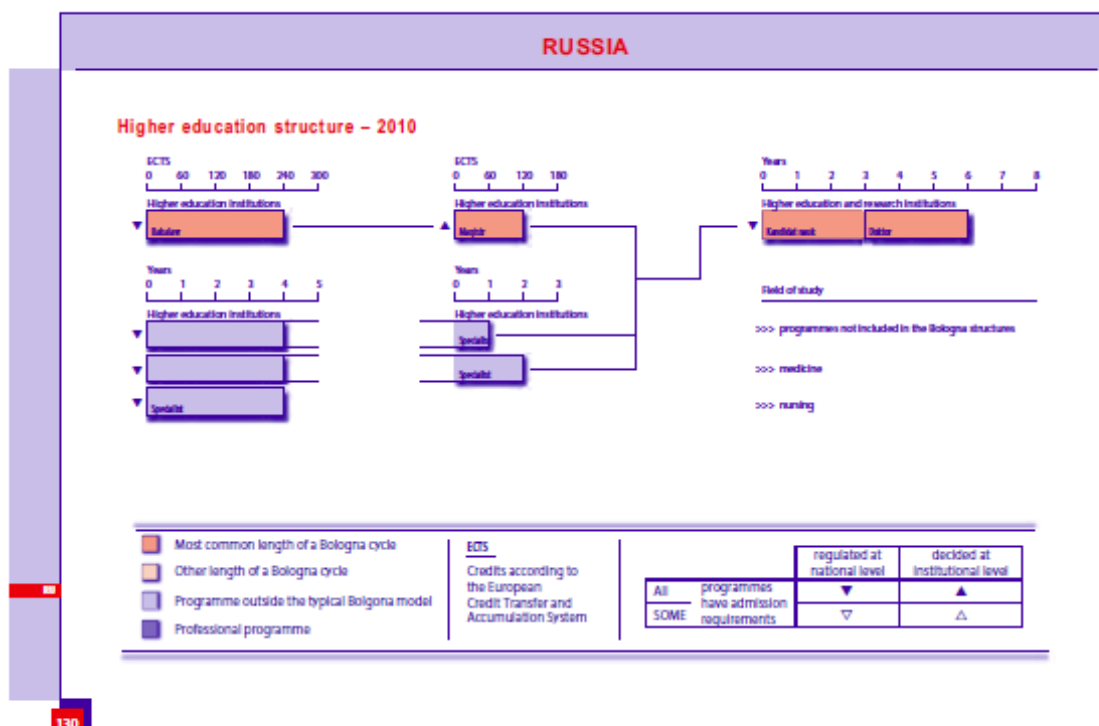 RUSSIA
Higher education structure – 2010
ECTS
0 60 120 180 240 300
Higher education institutions
▼ Bakalavr
ECTS
0 60 120 180
Higher education institutions
▲ Magistr
Years
0 1 2 3 4 5 6 7 8
Higher education and research institutions
▼ Kandidat nauk Doktor
Years
0 1 2 3 4 5
Higher education institutions
▼
▼
▼ Specialist
Years
0 1 2 3
Higher education institutions
Specialist
Specialist
Field of study
>>> programmes not included in the Bologna structures
>>> medicine
>>> nursing
Most common length of a Bologna cycle
Other length of a Bologna cycle
Programme outside the typical Bolgona model
Professional programme
ECTS
Credits according to
the European
Credit Transfer and
Accumulation System
regulated at national level
decided at institutional level
All programmes have admission requirements ▼ ▲
SOME ▽ △
RU
130